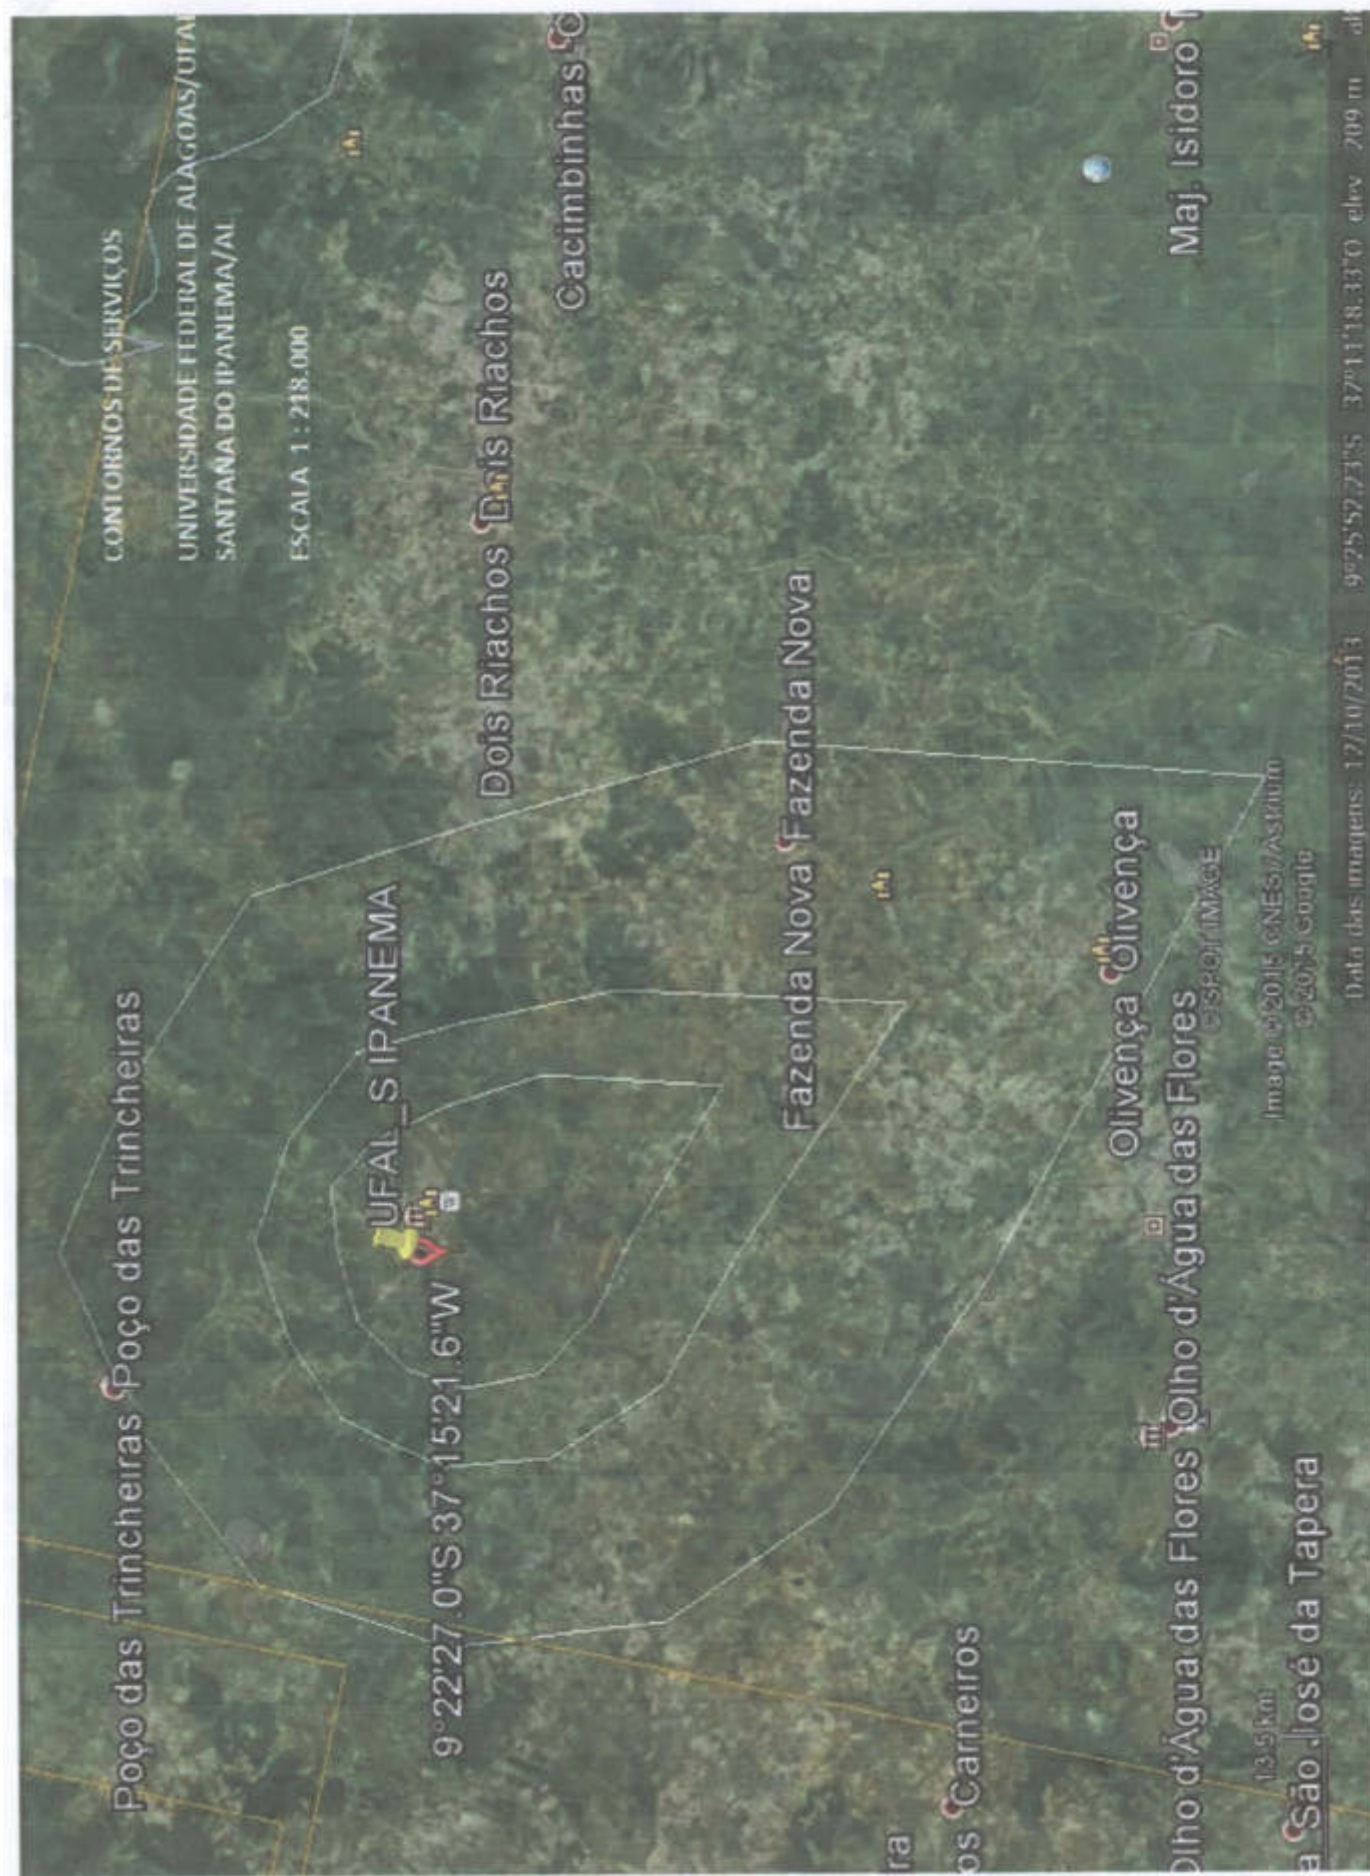 CONTORNOS DE SERVIÇOS
UNIVERSIDADE FEDERAL DE ALAGOAS/UFAL
SANTANA DO IPANEMA/AL
ESCALA 1 : 218.000
Poço das Trincheiras Poço das Trincheiras
UFAL_S IPANEMA
9°22'27.0"S 37°15'21.6"W
Dois Riachos Dois Riachos
Cacimbinhas
Fazenda Nova Fazenda Nova
Carneiros
Olivença Olivença
Maj. Isidoro
Olho d'Água das Flores Olho d'Água das Flores
São José da Tapera
13.5 km
© SPOT IMAGE
Image © 2015 CNES / Astrium
© 2015 Google
Data das imagens: 12/10/2013 9°25'52.23"S 37°11'18.33"O elev 209 m